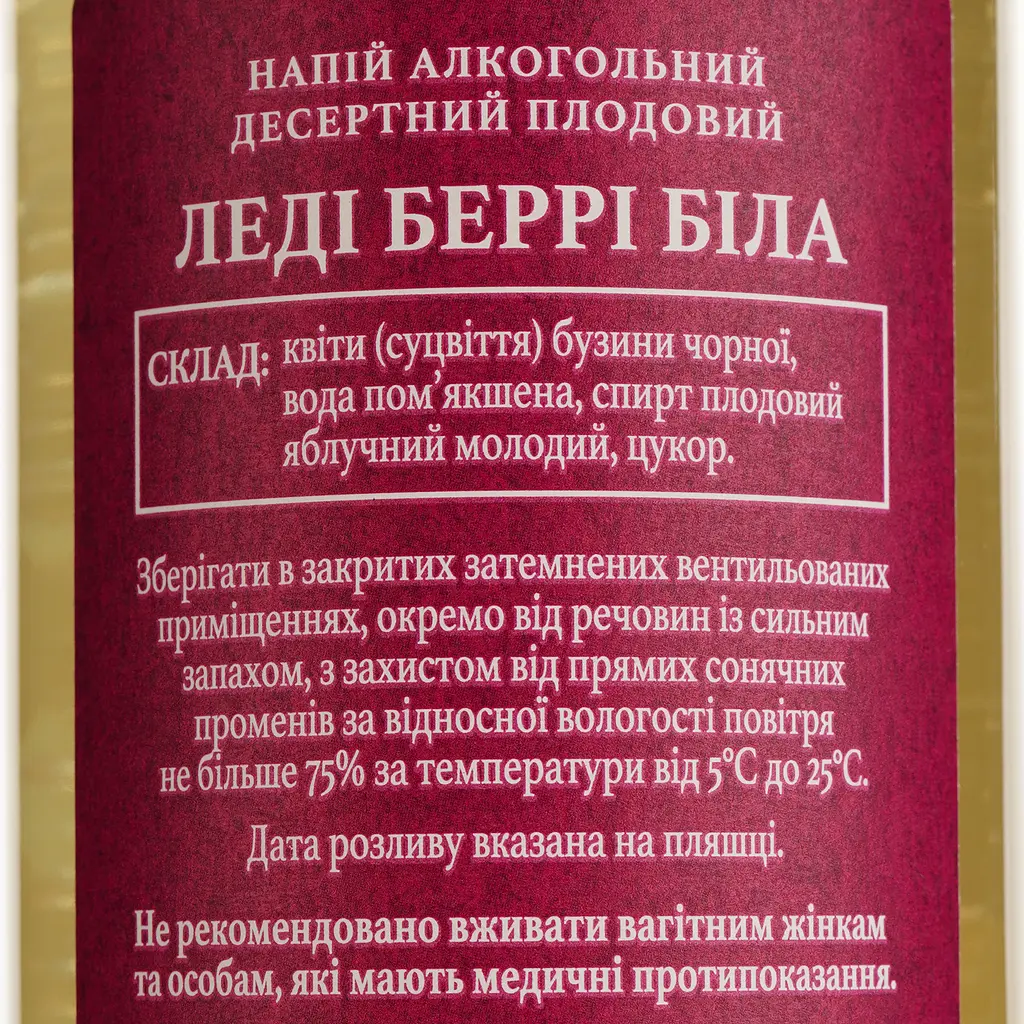 НАПІЙ АЛКОГОЛЬНИЙ
ДЕСЕРТНИЙ ПЛОДОВИЙ
ЛЕДІ БЕРРІ БІЛА
СКЛАД: квіти (суцвіття) бузини чорної,
вода пом'якшена, спирт плодовий
яблучний молодий, цукор.
Зберігати в закритих затемнених вентильованих
приміщеннях, окремо від речовин із сильним
запахом, з захистом від прямих сонячних
променів за відносної вологості повітря
не більше 75% за температури від 5°С до 25°С.
Дата розливу вказана на пляшці.
Не рекомендовано вживати вагітним жінкам
та особам, які мають медичні протипоказання.